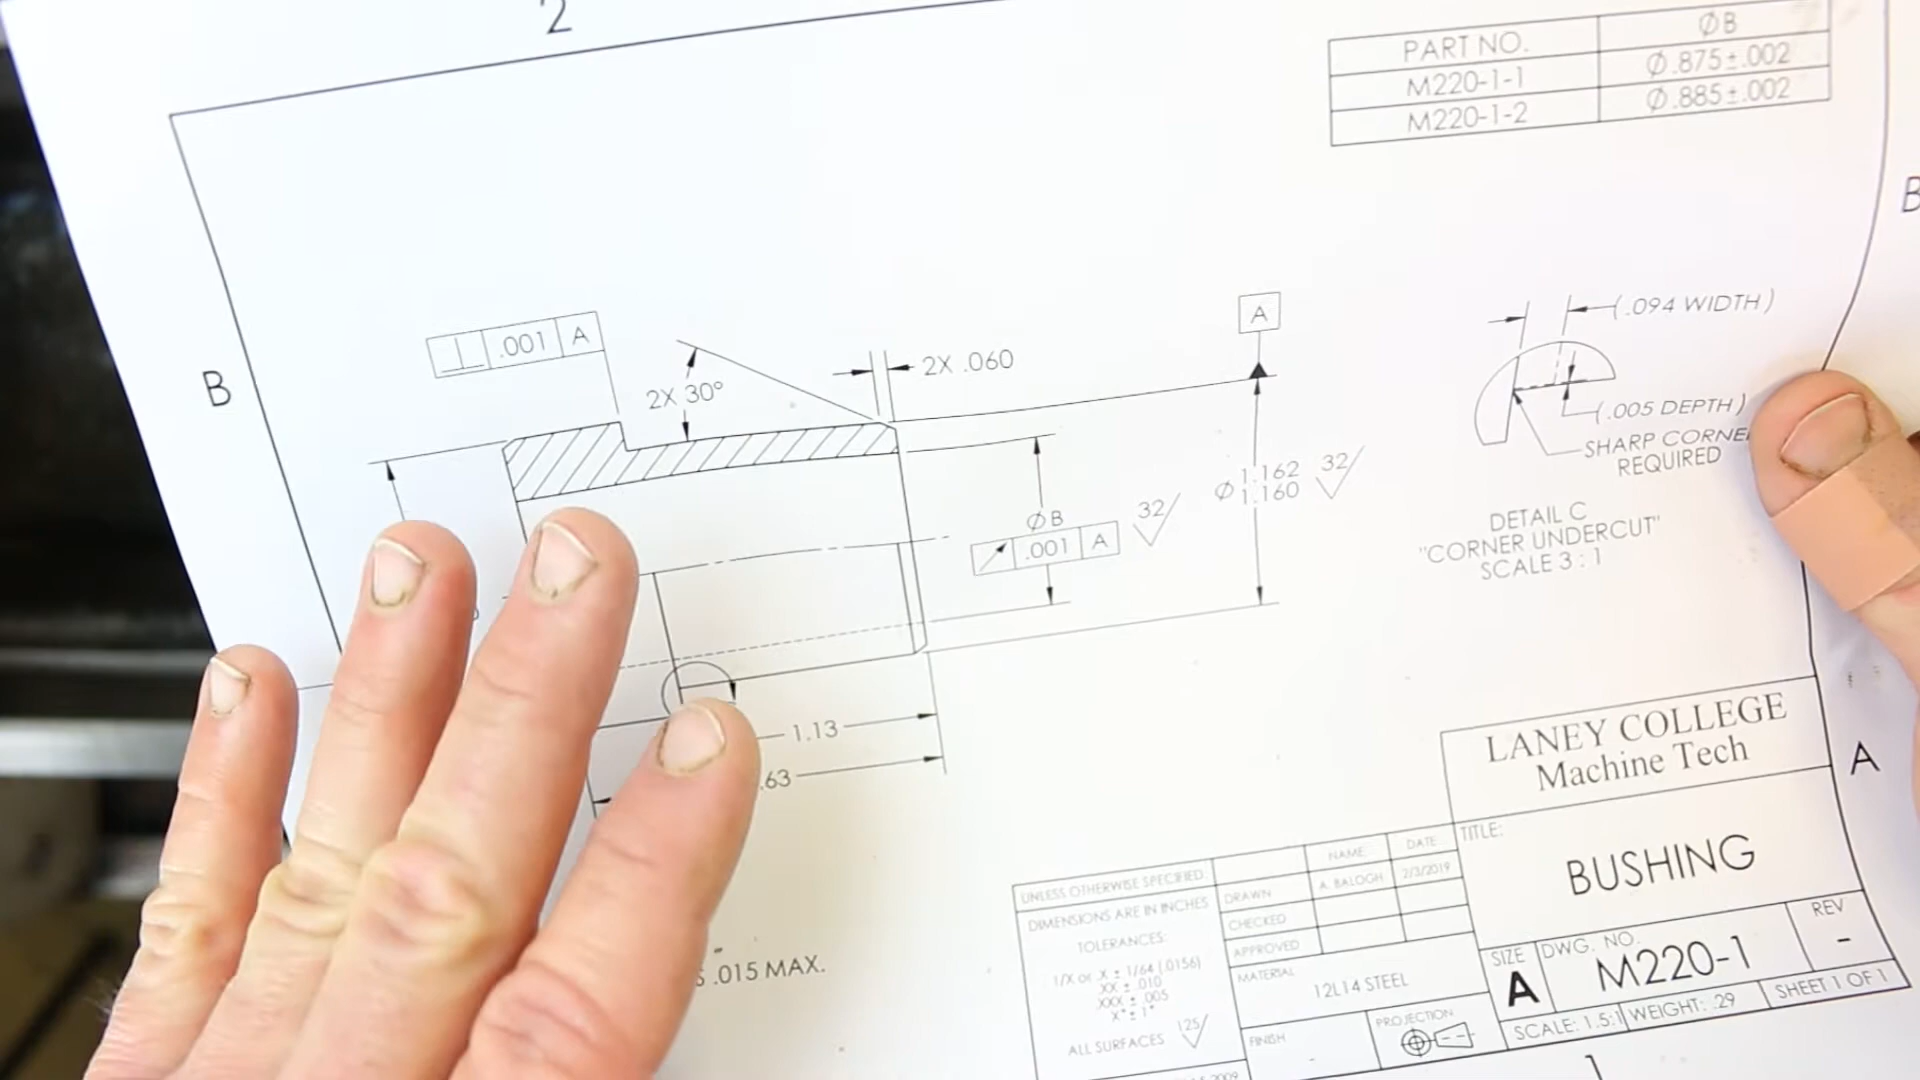 2
PART NO.
∅B
M220-1-1
∅.875±.002
M220-1-2
∅.885±.002
B
B
.001 A
2X 30°
2X .060
A
(.094 WIDTH)
(.005 DEPTH)
SHARP CORNE
REQUIRED
DETAIL C
"CORNER UNDERCUT"
SCALE 3 : 1
∅B
.001 A
32
∅ 1.162
1.160
32
1.13
.63
.015 MAX.
LANEY COLLEGE
Machine Tech
A
TITLE:
BUSHING
UNLESS OTHERWISE SPECIFIED:
DIMENSIONS ARE IN INCHES
TOLERANCES:
1/X or .X ± 1/64 (.0156)
.XX ± .010
.XXX ± .005
X° ± 1°
ALL SURFACES 125
NAME
DATE
DRAWN
A. BALOGH
2/3/2019
CHECKED
APPROVED
MATERIAL
12L14 STEEL
FINISH
-
PROJECTION
SIZE
A
DWG. NO.
M220-1
REV
-
SCALE: 1.5:1
WEIGHT: .29
SHEET 1 OF 1